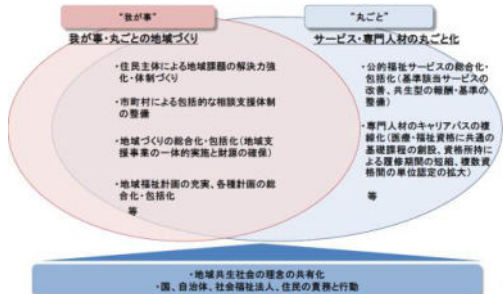 “我が事”
“丸ごと”
我が事・丸ごとの地域づくり
サービス・専門人材の丸ごと化
・住民主体による地域課題の解決力強
化・体制づくり
・市町村による包括的な相談支援体制
の整備
・地域づくりの総合化・包括化(地域支
援事業の一体的実施と財源の確保)
・地域福祉計画の充実、各種計画の総
合化・包括化
等
・公的福祉サービスの総合化・
包括化(基準該当サービスの
改善、共生型の報酬・基準の
整備)
・専門人材のキャリアパスの複
線化(医療・福祉資格に共通の
基礎課程の創設、資格所持に
よる履修期間の短縮、複数資
格間の単位認定の拡大)
等
・地域共生社会の理念の共有化
・国、自治体、社会福祉法人、住民の責務と行動